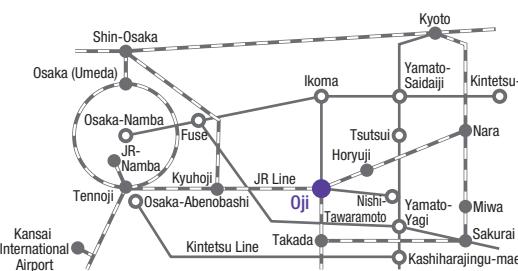 Kyoto
Shin-Osaka
Osaka (Umeda)
Ikoma
Yamato-
Saidaiji
Kintetsu-
Osaka-Namba
Fuse
Tsutsui
Nara
JR-
Namba
Horyuji
Kyuhoji
JR Line
Tennoji
Oji
Nishi-
Tawaramoto
Osaka-Abenobashi
Yamato-
Yagi
Miwa
Kansai
International
Airport
Kintetsu Line
Takada
Sakurai
Kashiharajingu-mae